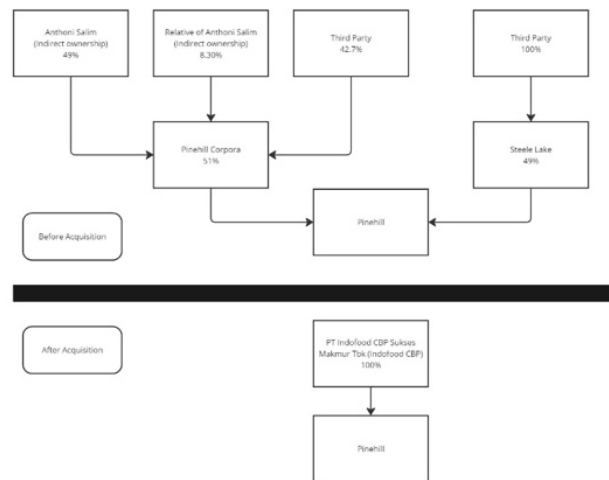 Anthoni Salim
(Indirect ownership)
49%
Relative of Anthoni Salim
(Indirect ownership)
8.30%
Third Party
42.7%
Third Party
100%
Pinehill Corpora
51%
Steele Lake
49%
Pinehill
Before Acquisition
After Acquisition
PT Indofood CBP Sukses
Makmur Tbk (Indofood CBP)
100%
Pinehill